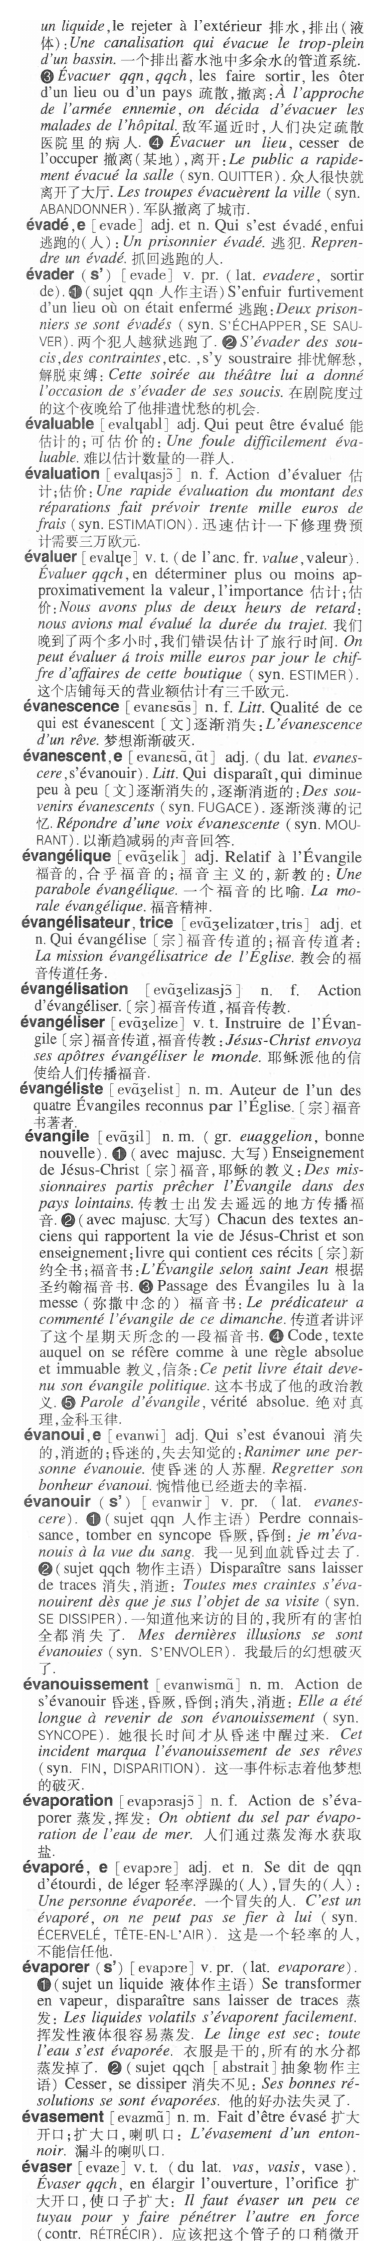 un liquide,le rejeter à l'extérieur 排水,排出(液
体):Une canalisation qui évacue le trop-plein
d'un bassin. 一个排出蓄水池中多余水的管道系统.
❸ Évacuer qqn, qqch, les faire sortir, les ôter
d'un lieu ou d'un pays 疏散,撤离:À l'approche
de l'armée ennemie, on décida d'évacuer les
malades de l'hôpital. 敌军逼近时,人们决定疏散
医院里的病人. ❹ Évacuer un lieu, cesser de
l'occuper 撤离(某地),离开:Le public a rapide-
ment évacué la salle (syn. QUITTER). 众人很快就
离开了大厅. Les troupes évacuèrent la ville (syn.
ABANDONNER). 军队撤离了城市.
évadé,e [evade] adj. et n. Qui s'est évadé,enfui
逃跑的(人):Un prisonnier évadé. 逃犯. Repren-
dre un évadé. 抓回逃跑的人.
évader (s') [evade] v. pr. (lat. evadere, sortir
de). ❶(sujet qqn 人作主语)S'enfuir furtivement
d'un lieu où on était enfermé 逃跑:Deux prison-
niers se sont évadés (syn. S'ÉCHAPPER, SE SAU-
VER). 两个犯人越狱逃跑了. ❷ S'évader des sou-
cis,des contraintes,etc. ,s'y soustraire 排忧解愁,
解脱束缚:Cette soirée au théâtre lui a donné
l'occasion de s'évader de ses soucis. 在剧院度过
的这个夜晚给了他排遣忧愁的机会.
évaluable [evalɥabl] adj. Qui peut être évalué 能
估计的;可估价的:Une foule difficilement éva-
luable. 难以估计数量的一群人.
évaluation [evalɥasjɔ̃] n. f. Action d'évaluer 估
计;估价:Une rapide évaluation du montant des
réparations fait prévoir trente mille euros de
frais (syn. ESTIMATION). 迅速估计一下修理费预
计需要三万欧元.
évaluer [evalɥe] v. t. (de l'anc. fr. value,valeur).
Évaluer qqch, en déterminer plus ou moins ap-
proximativement la valeur,l'importance 估计;估
价:Nous avons plus de deux heurs de retard:
nous avions mal évalué la durée du trajet. 我们
晚到了两个多小时,我们错误估计了旅行时间. On
peut évaluer á trois mille euros par jour le chif-
fre d'affaires de cette boutique (syn. ESTIMER).
这个店铺每天的营业额估计有三千欧元.
évanescence [evanɛsɑ̃s] n. f. Litt. Qualité de ce
qui est évanescent [文]逐渐消失:L'évanescence
d'un rêve. 梦想渐渐破灭.
évanescent,e [evanɛsɑ̃,ɑ̃t] adj. (du lat. evanes-
cere,s'évanouir). Litt. Qui disparaît,qui diminue
peu à peu [文]逐渐消失的,逐渐消逝的:Des sou-
venirs évanescents (syn. FUGACE). 逐渐淡薄的记
忆. Répondre d'une voix évanescente (syn. MOU-
RANT). 以渐趋减弱的声音回答.
évangélique [evɑ̃ʒelik] adj. Relatif à l'Évangile
福音的,合乎福音的;福音主义的,新教的:Une
parabole évangélique. 一个福音的比喻. La mo-
rale évangélique. 福音精神.
évangélisateur, trice [evɑ̃ʒelizatœr,tris] adj. et
n. Qui évangélise [宗]福音传道的;福音传道者:
La mission évangélisatrice de l'Église. 教会的福
音传道任务.
évangélisation [evɑ̃ʒelizasjɔ̃] n. f. Action
d'évangéliser. [宗]福音传道,福音传教.
évangéliser [evɑ̃ʒelize] v. t. Instruire de l'Évan-
gile [宗]福音传道,福音传教:Jésus-Christ envoya
ses apôtres évangéliser le monde. 耶稣派他的信
使给人们传播福音.
évangéliste [evɑ̃ʒelist] n. m. Auteur de l'un des
quatre Évangiles reconnus par l'Église. [宗]福音
书著者.
évangile [evɑ̃ʒil] n. m. ( gr. euaggelion, bonne
nouvelle). ❶(avec majusc. 大写) Enseignement
de Jésus-Christ [宗]福音,耶稣的教义:Des mis-
sionnaires partis prêcher l'Évangile dans des
pays lointains. 传教士出发去遥远的地方传播福
音. ❷(avec majusc. 大写) Chacun des textes an-
ciens qui rapportent la vie de Jésus-Christ et son
enseignement;livre qui contient ces récits [宗]新
约全书;福音书:L'Évangile selon saint Jean 根据
圣约翰福音书. ❸ Passage des Évangiles lu à la
messe (弥撒中念的) 福音书:Le prédicateur a
commenté l'évangile de ce dimanche. 传道者讲评
了这个星期天所念的一段福音书. ❹ Code, texte
auquel on se réfère comme à une règle absolue
et immuable 教义,信条:Ce petit livre était deve-
nu son évangile politique. 这本书成了他的政治教
义. ❺ Parole d'évangile, vérité absolue. 绝对真
理,金科玉律.
évanoui,e [evanwi] adj. Qui s'est évanoui 消失
的,消逝的;昏迷的,失去知觉的:Ranimer une per-
sonne évanouie. 使昏迷的人苏醒. Regretter son
bonheur évanoui. 惋惜他已经逝去的幸福.
évanouir (s') [evanwir] v. pr. (lat. evanes-
cere). ❶(sujet qqn 人作主语) Perdre connais-
sance, tomber en syncope 昏厥,昏倒:je m'éva-
nouis à la vue du sang. 我一见到血就昏过去了.
❷(sujet qqch 物作主语) Disparaître sans laisser
de traces 消失,消逝:Toutes mes craintes s'éva-
nouirent dès que je sus l'objet de sa visite (syn.
SE DISSIPER). 一知道他来访的目的,我所有的害怕
全都消失了. Mes dernières illusions se sont
évanouies (syn. S'ENVOLER). 我最后的幻想破灭
了.
évanouissement [evanwismɑ̃] n. m. Action de
s'évanouir 昏迷,昏厥,昏倒;消失,消逝:Elle a été
longue à revenir de son évanouissement (syn.
SYNCOPE). 她很长时间才从昏迷中醒过来. Cet
incident marqua l'évanouissement de ses rêves
(syn. FIN, DISPARITION). 这一事件标志着他梦想
的破灭.
évaporation [evapɔrasjɔ̃] n. f. Action de s'éva-
porer 蒸发,挥发: On obtient du sel par évapo-
ration de l'eau de mer. 人们通过蒸发海水获取
盐.
évaporé, e [evapɔre] adj. et n. Se dit de qqn
d'étourdi, de léger 轻率浮躁的(人),冒失的(人):
Une personne évaporée. 一个冒失的人. C'est un
évaporé, on ne peut pas se fier à lui (syn.
ÉCERVELÉ, TÊTE-EN-L'AIR). 这是一个轻率的人,
不能信任他.
évaporer (s') [evapɔre] v. pr. (lat. evaporare).
❶(sujet un liquide 液体作主语) Se transformer
en vapeur, disparaître sans laisser de traces 蒸
发: Les liquides volatils s'évaporent facilement.
挥发性液体很容易蒸发. Le linge est sec: toute
l'eau s'est évaporée. 衣服是干的,所有的水分都
蒸发掉了. ❷ (sujet qqch [abstrait]抽象物作主
语) Cesser, se dissiper 消失不见: Ses bonnes ré-
solutions se sont évaporées. 他的好办法失灵了.
évasement [evazmɑ̃] n. m. Fait d'être évasé 扩大
开口;扩大口,喇叭口: L'évasement d'un enton-
noir. 漏斗的喇叭口.
évaser [evaze] v. t. (du lat. vas, vasis, vase).
Évaser qqch, en élargir l'ouverture, l'orifice 扩
大开口,使口子扩大: Il faut évaser un peu ce
tuyau pour y faire pénétrer l'autre en force
(contr. RÉTRÉCIR). 应该把这个管子的口稍微开